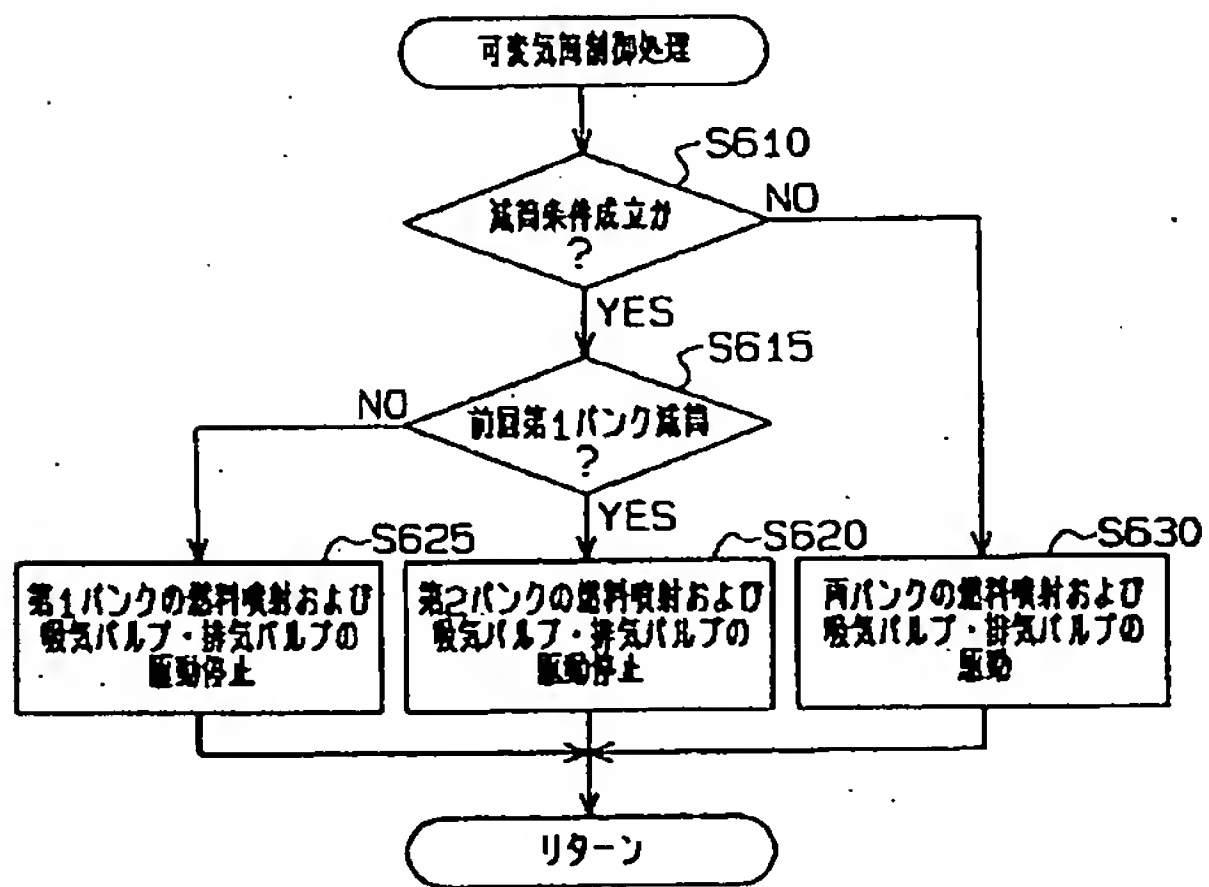 可変気筒制御処理
S610
減筒条件成立か
?
NO
YES
S615
前回第1バンク減筒
?
NO
YES
S625
第1バンクの燃料噴射および
吸気バルブ・排気バルブの
駆動停止
S620
第2バンクの燃料噴射および
吸気バルブ・排気バルブの
駆動停止
S630
両バンクの燃料噴射および
吸気バルブ・排気バルブの
駆動
リターン